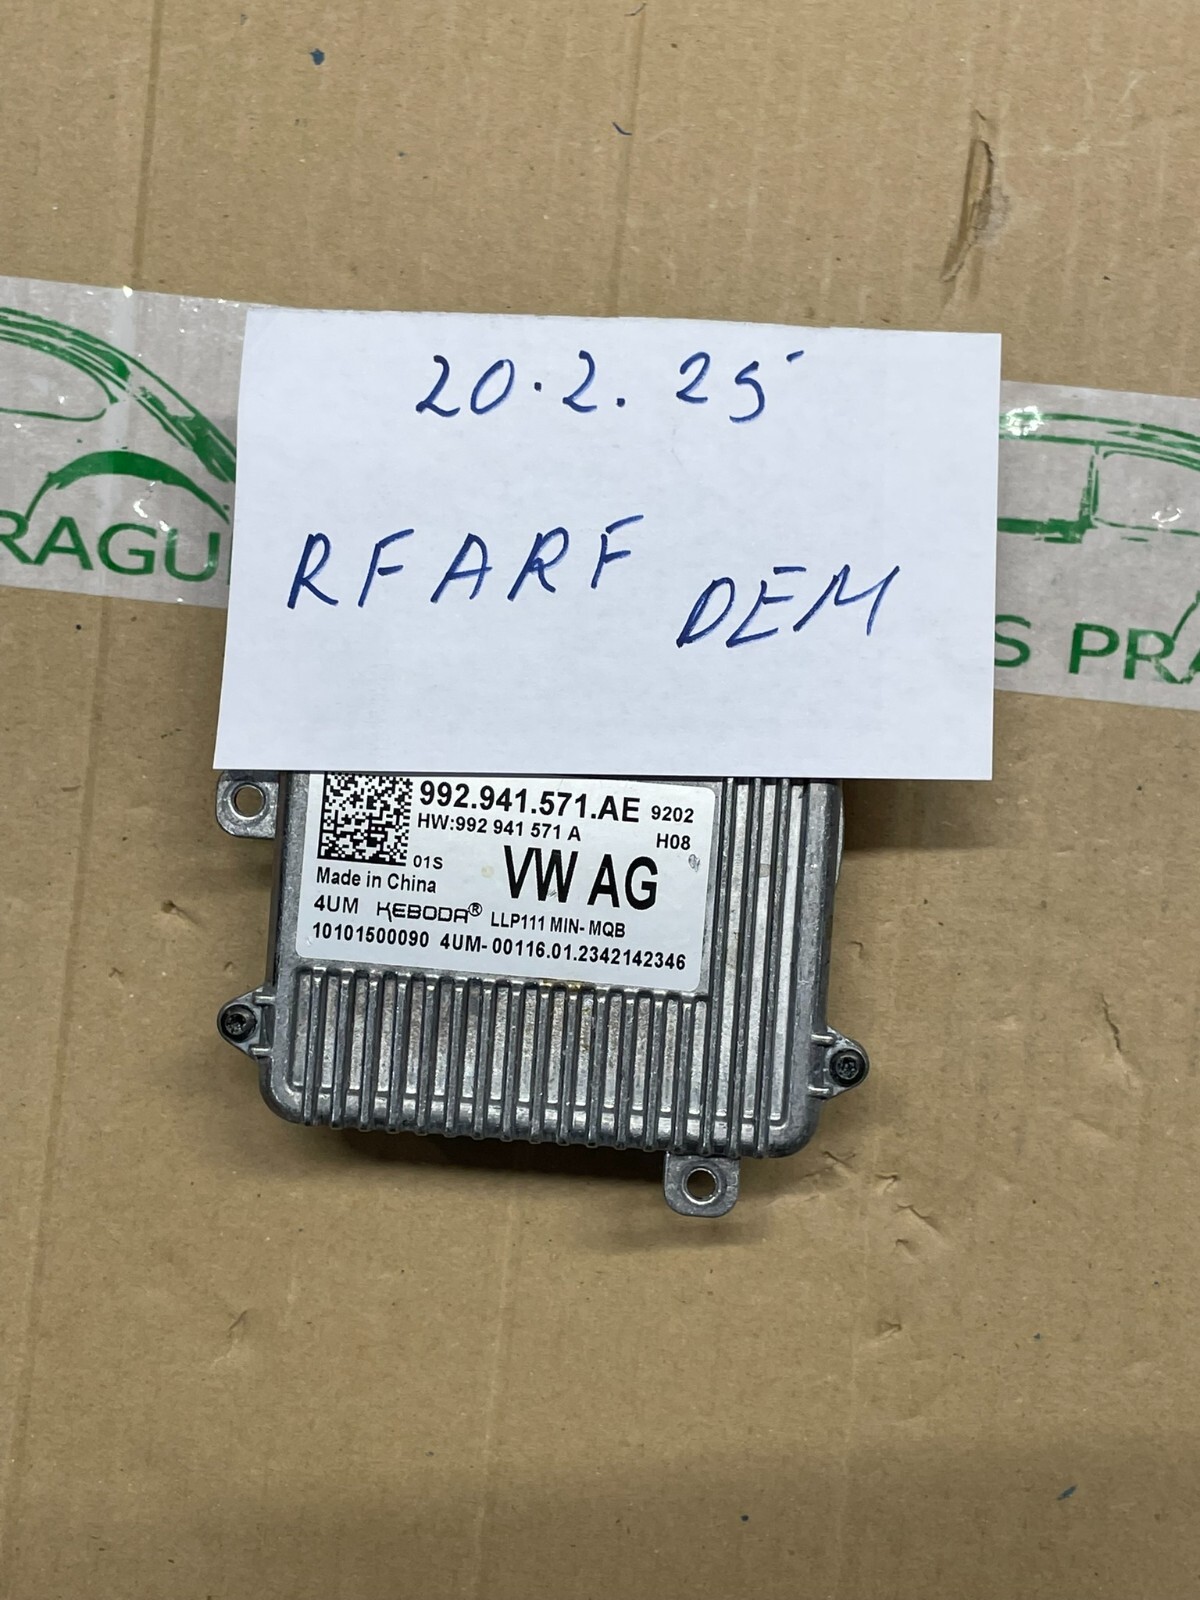 20.2.25
RFARF DEM
RAGU
S PRA
992.941.571.AE 9202
HW:992 941 571 A H08
01S
VW AG
Made in China
4UM KEBODA® LLP111 MIN- MQB
10101500090 4UM- 00116.01.2342142346